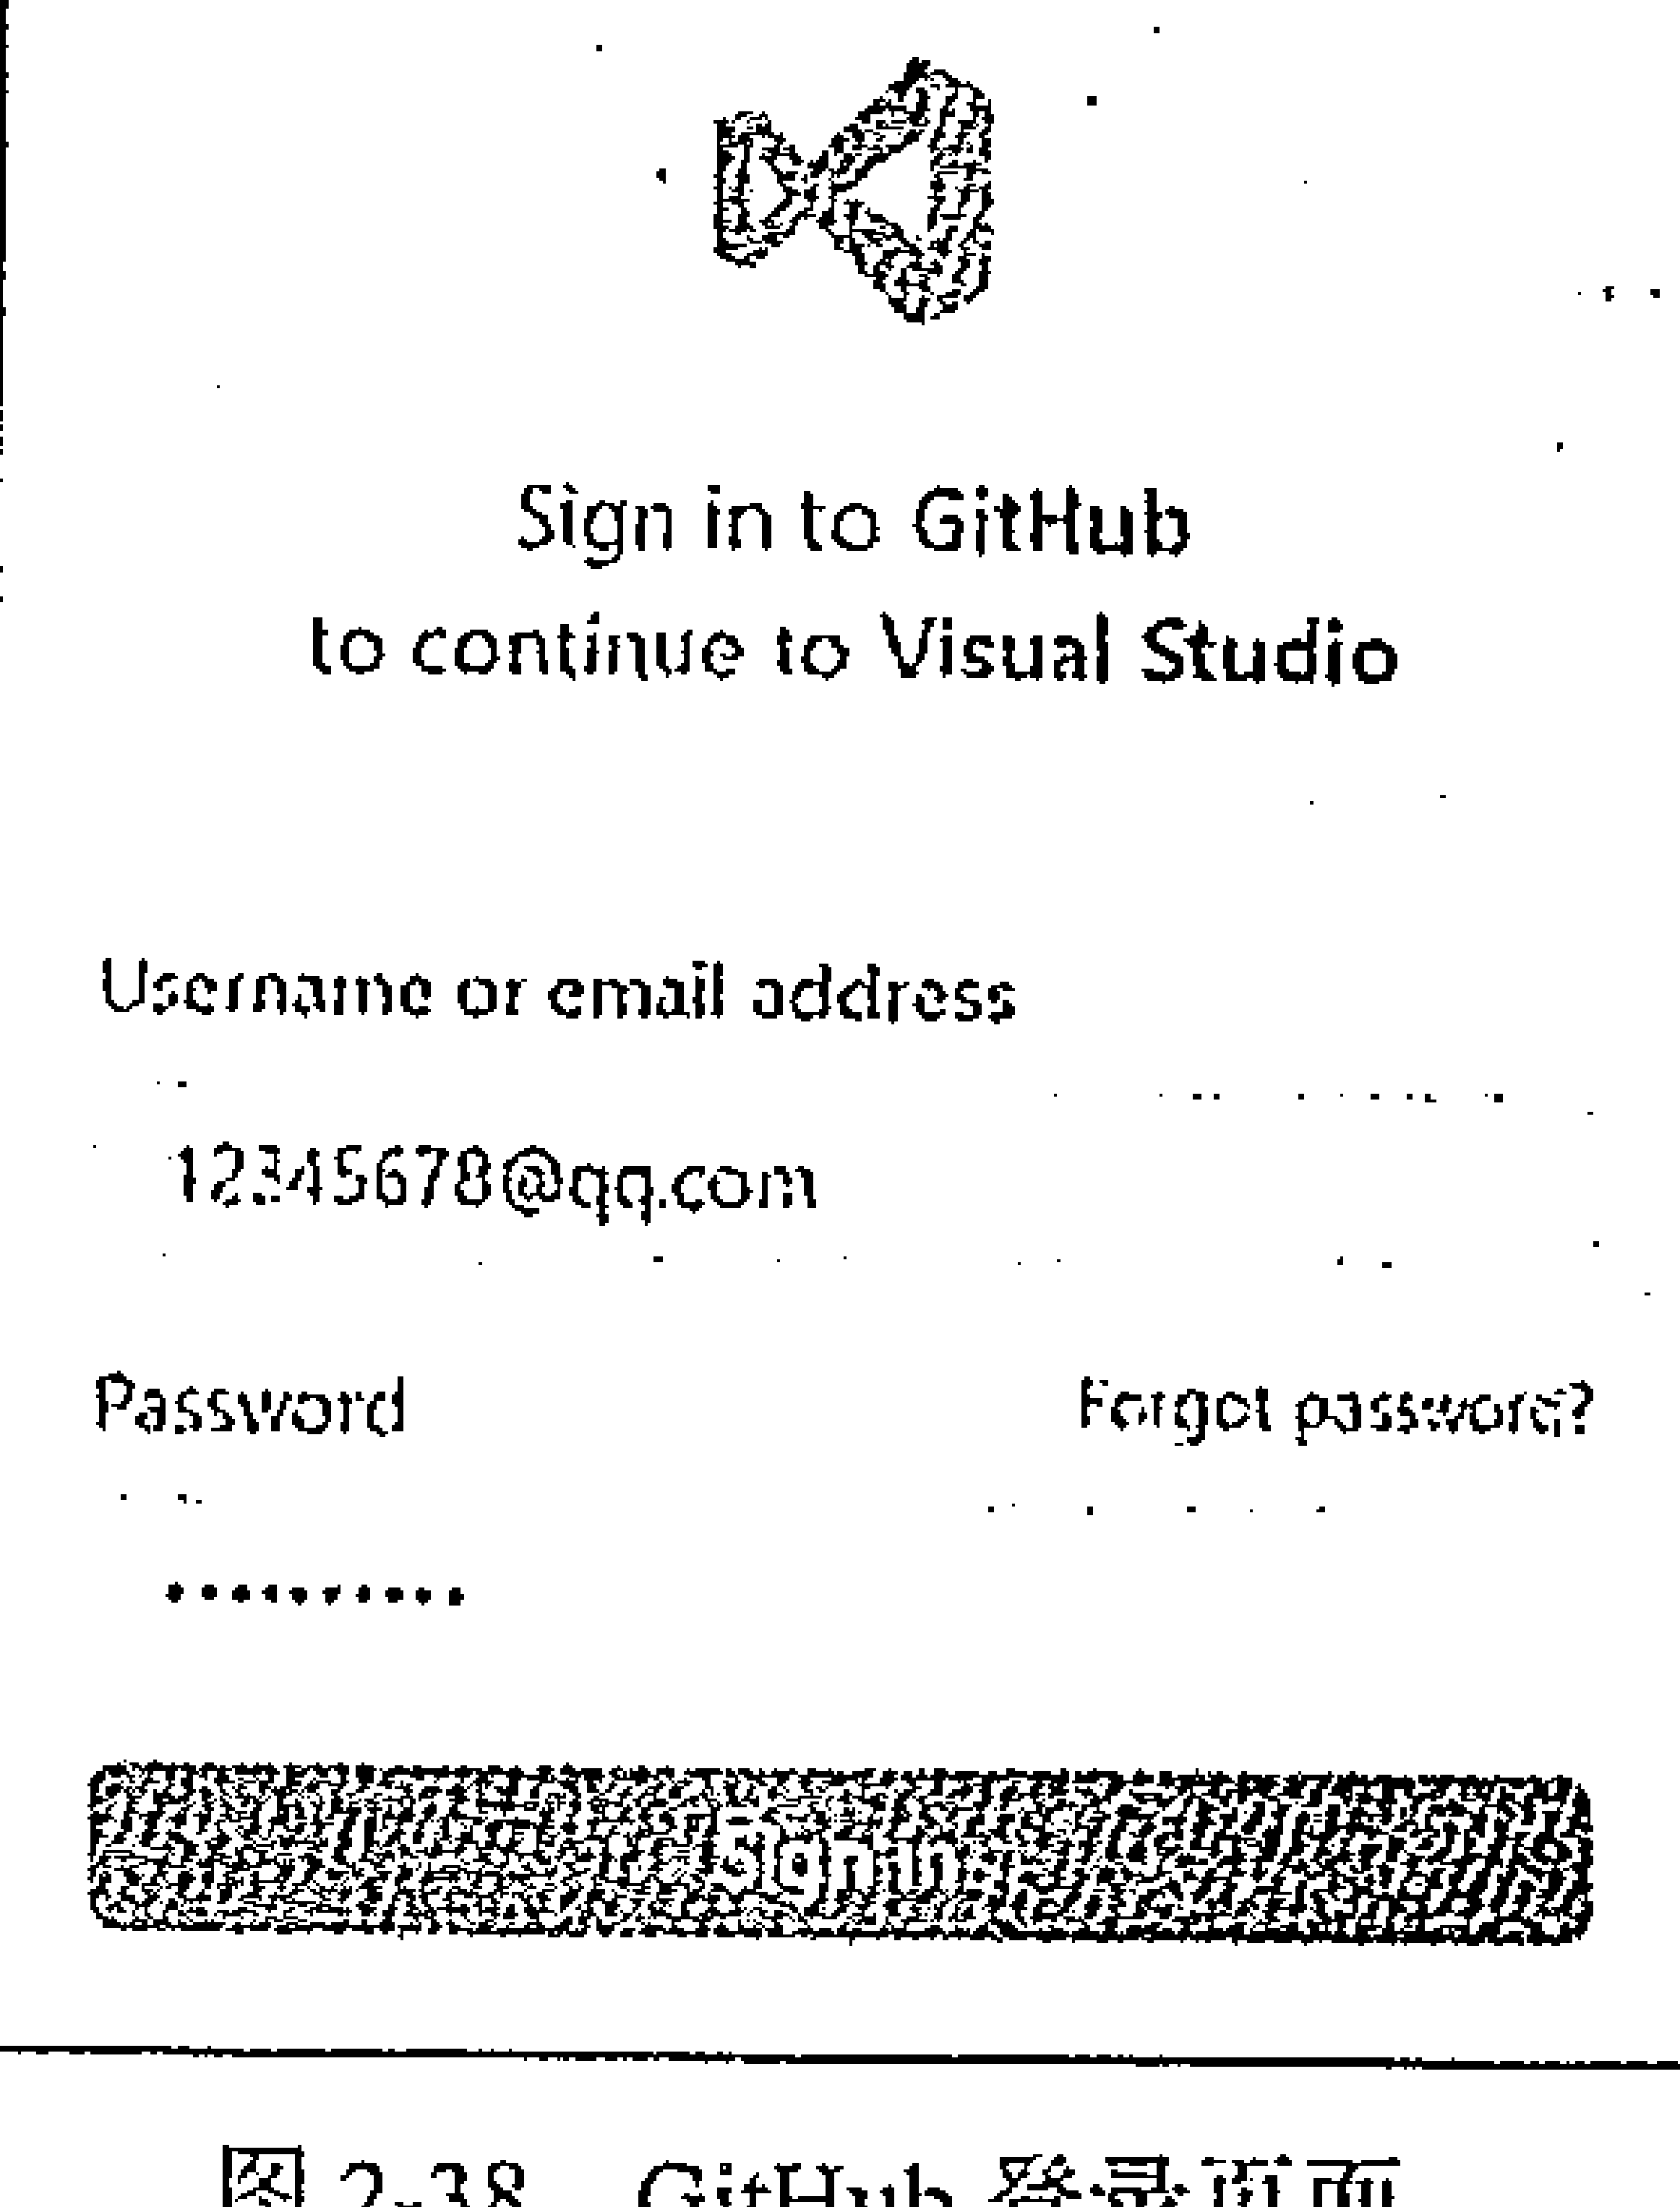 Sign in to GitHub
to continue to Visual Studio
Username or email address
12345678@qq.com
Password Forgot password?
••••••••••
Sign in
图 2-38 GitHub 登录页面